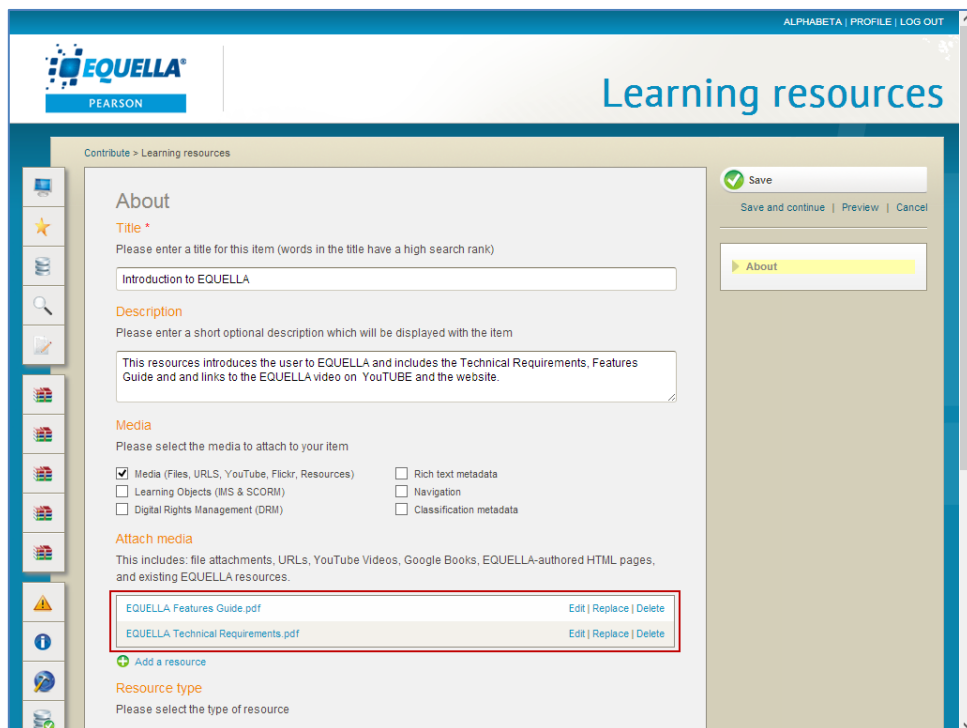 ALPHABETA | PROFILE | LOG OUT
EQUELLA®
PEARSON
Learning resources
Contribute > Learning resources
About
Title *
Please enter a title for this item (words in the title have a high search rank)
Introduction to EQUELLA
Description
Please enter a short optional description which will be displayed with the item
This resources introduces the user to EQUELLA and includes the Technical Requirements, Features
Guide and and links to the EQUELLA video on YouTUBE and the website.
Media
Please select the media to attach to your item
Media (Files, URLS, YouTube, Flickr, Resources)
Rich text metadata
Learning Objects (IMS & SCORM)
Navigation
Digital Rights Management (DRM)
Classification metadata
Attach media
This includes: file attachments, URLs, YouTube Videos, Google Books, EQUELLA-authored HTML pages,
and existing EQUELLA resources.
EQUELLA Features Guide.pdf Edit | Replace | Delete
EQUELLA Technical Requirements.pdf Edit | Replace | Delete
Add a resource
Resource type
Please select the type of resource
Save
Save and continue | Preview | Cancel
About